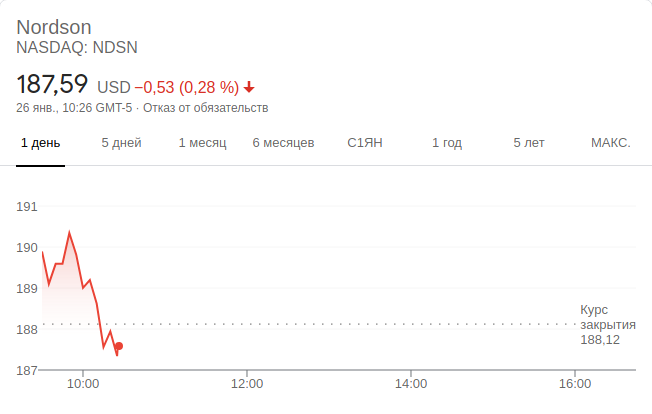 Nordson
NASDAQ: NDSN
187,59 USD −0,53 (0,28 %)
26 янв., 10:26 GMT-5 · Отказ от обязательств
1 день 5 дней 1 месяц 6 месяцев С1ЯН 1 год 5 лет МАКС.
191
190
189
188
187
Курс
закрытия
188,12
10:00 12:00 14:00 16:00